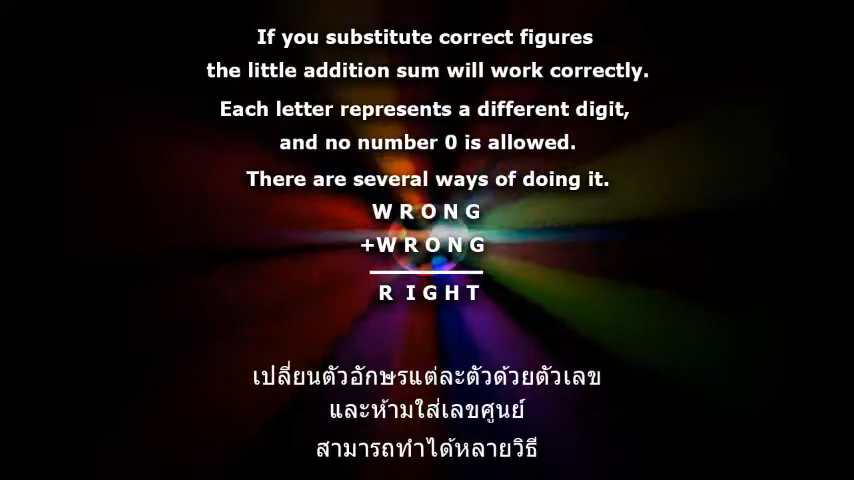 If you substitute correct figures
the little addition sum will work correctly.
Each letter represents a different digit,
and no number 0 is allowed.
There are several ways of doing it.
W R O N G
+W R O N G
R I G H T
เปลี่ยนตัวอักษรแต่ละตัวด้วยตัวเลข
และห้ามใส่เลขศูนย์
สามารถทำได้หลายวิธี